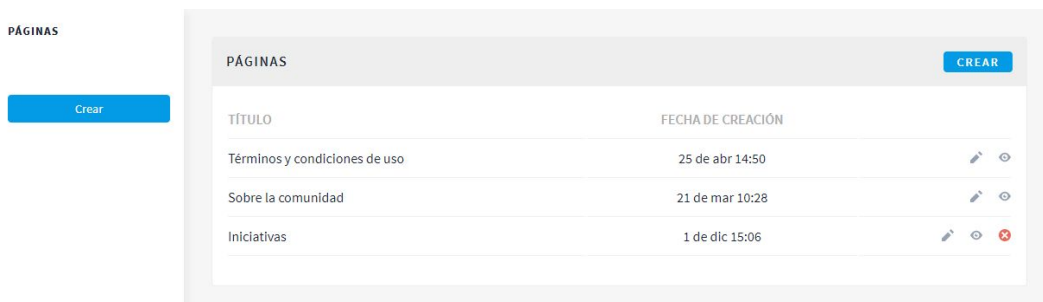 PÁGINAS
Crear
PÁGINAS CREAR
TÍTULO FECHA DE CREACIÓN
Términos y condiciones de uso 25 de abr 14:50
Sobre la comunidad 21 de mar 10:28
Iniciativas 1 de dic 15:06